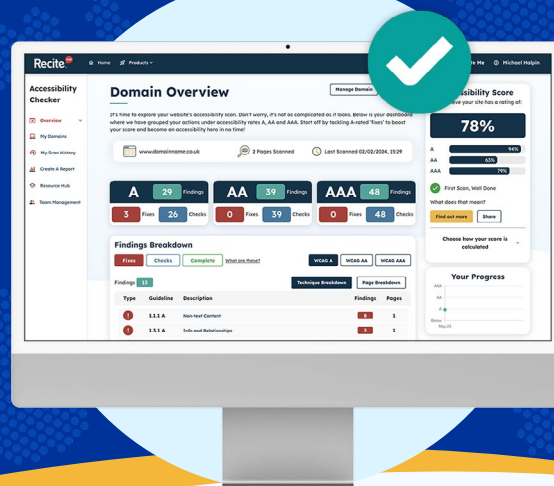 Recite
Home
Products
Me
Michael Halpin
Accessibility
Checker
Overview
My Domains
My Scan History
Create A Report
Resource Hub
Team Management
Domain Overview
Manage Domain
It's time to explore your website's accessibility scan. Don't worry, it's not as complicated as it looks. Below is your dashboard
where we have grouped your actions under accessibility rates A, AA and AAA. Start off by tackling A-rated 'fixes' to boost
your score and become an accessibility hero in no time!
www.domainname.co.uk
2 Pages Scanned
Last Scanned 02/02/2024, 15:29
A 29 Findings
3 Fixes 26 Checks
AA 39 Findings
0 Fixes 39 Checks
AAA 48 Findings
0 Fixes 48 Checks
Findings Breakdown
Fixes Checks Complete What are these?
WCAG A WCAG AA WCAG AAA
Findings 13
Technique Breakdown Page Breakdown
Type Guideline Description Findings Pages
1.1.1 A Non-text Content 8 1
1.3.1 A Info and Relationships 1
sibility Score
ve your site has a rating of:
78%
A 94%
AA 63%
AAA 79%
First Scan, Well Done
What does that mean?
Find out more Share
Choose how your score is
calculated
Your Progress
AAA
AA
A
Below
May 23